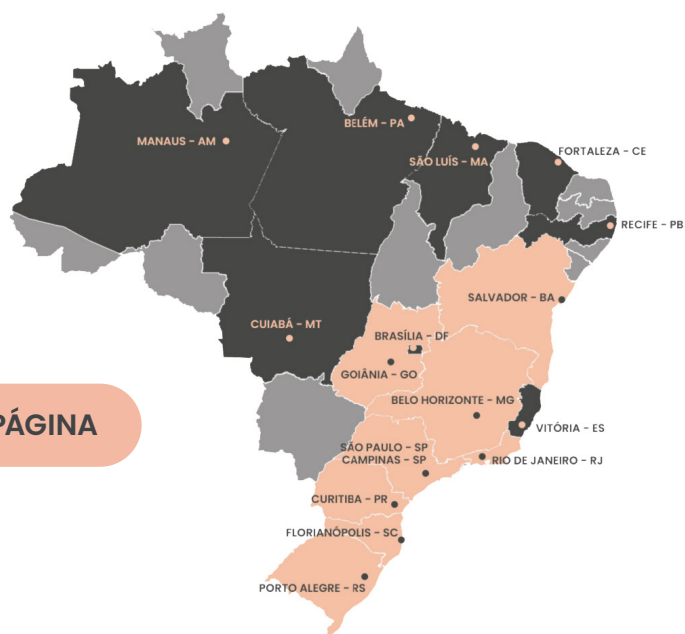 BELÉM - PA
MANAUS - AM
FORTALEZA - CE
SÃO LUÍS - MA
RECIFE - PB
SALVADOR - BA
CUIABÁ - MT
BRASÍLIA - DF
GOIÂNIA - GO
BELO HORIZONTE - MG
PÁGINA
VITÓRIA - ES
SÃO PAULO - SP
CAMPINAS - SP
RIO DE JANEIRO - RJ
CURITIBA - PR
FLORIANÓPOLIS - SC
PORTO ALEGRE - RS